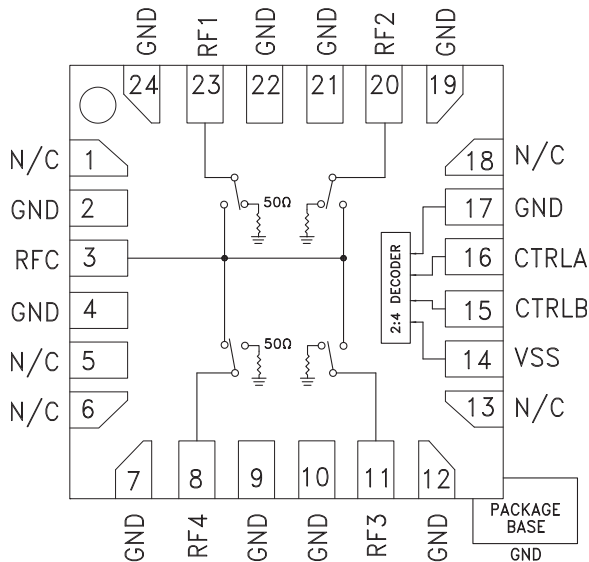 GND RF1 GND GND RF2 GND
24 23 22 21 20 19
N/C 1
GND 2
RFC 3
GND 4
N/C 5
N/C 6
50Ω
50Ω
2:4 DECODER
18 N/C
17 GND
16 CTRLA
15 CTRLB
14 VSS
13 N/C
7 8 9 10 11 12
GND RF4 GND GND RF3 GND
PACKAGE
BASE
GND